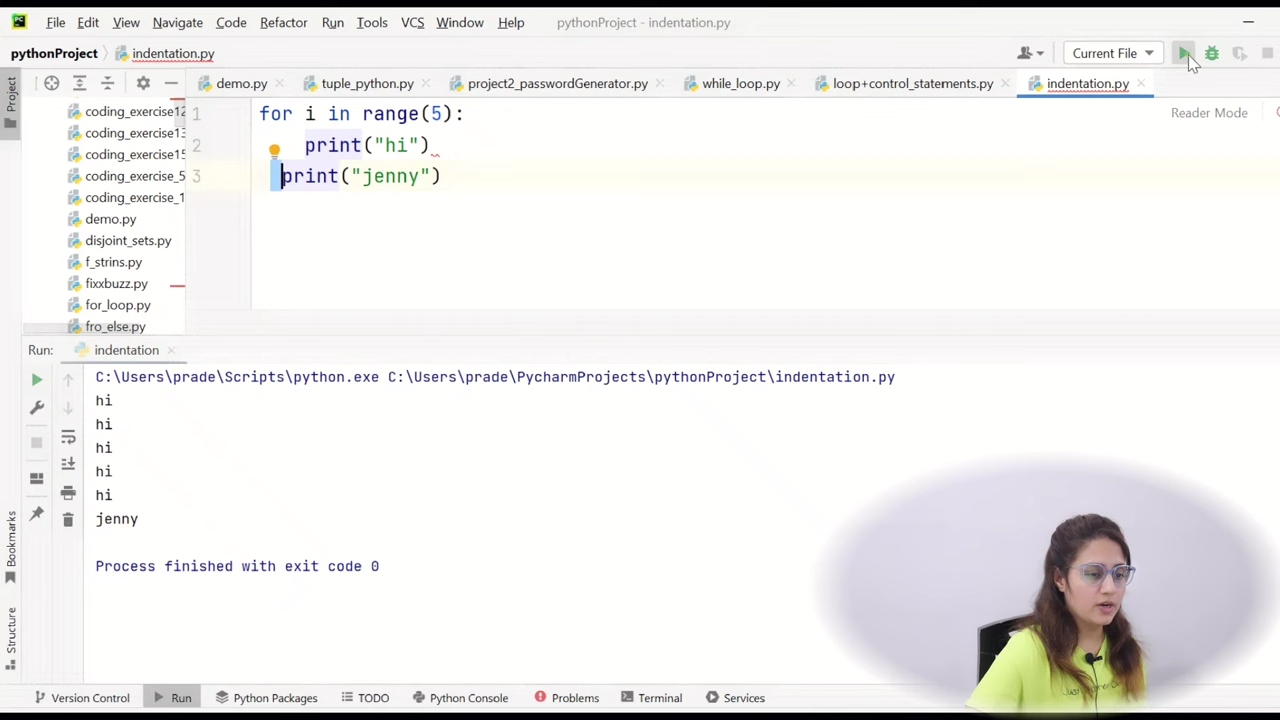 File Edit View Navigate Code Refactor Run Tools VCS Window Help pythonProject - indentation.py
pythonProject indentation.py Current File
Project
demo.py tuple_python.py project2_passwordGenerator.py while_loop.py loop+control_statements.py indentation.py
coding_exercise12
coding_exercise13
coding_exercise15
coding_exercise_5
coding_exercise_1
demo.py
disjoint_sets.py
f_strins.py
fixxbuzz.py
for_loop.py
fro_else.py
1 for i in range(5):
Reader Mode
2 print("hi")
3 print("jenny")
Run: indentation
C:\Users\prade\Scripts\python.exe C:\Users\prade\PycharmProjects\pythonProject\indentation.py
hi
hi
hi
hi
hi
jenny
Process finished with exit code 0
Bookmarks
Structure
Version Control Run Python Packages TODO Python Console Problems Terminal Services